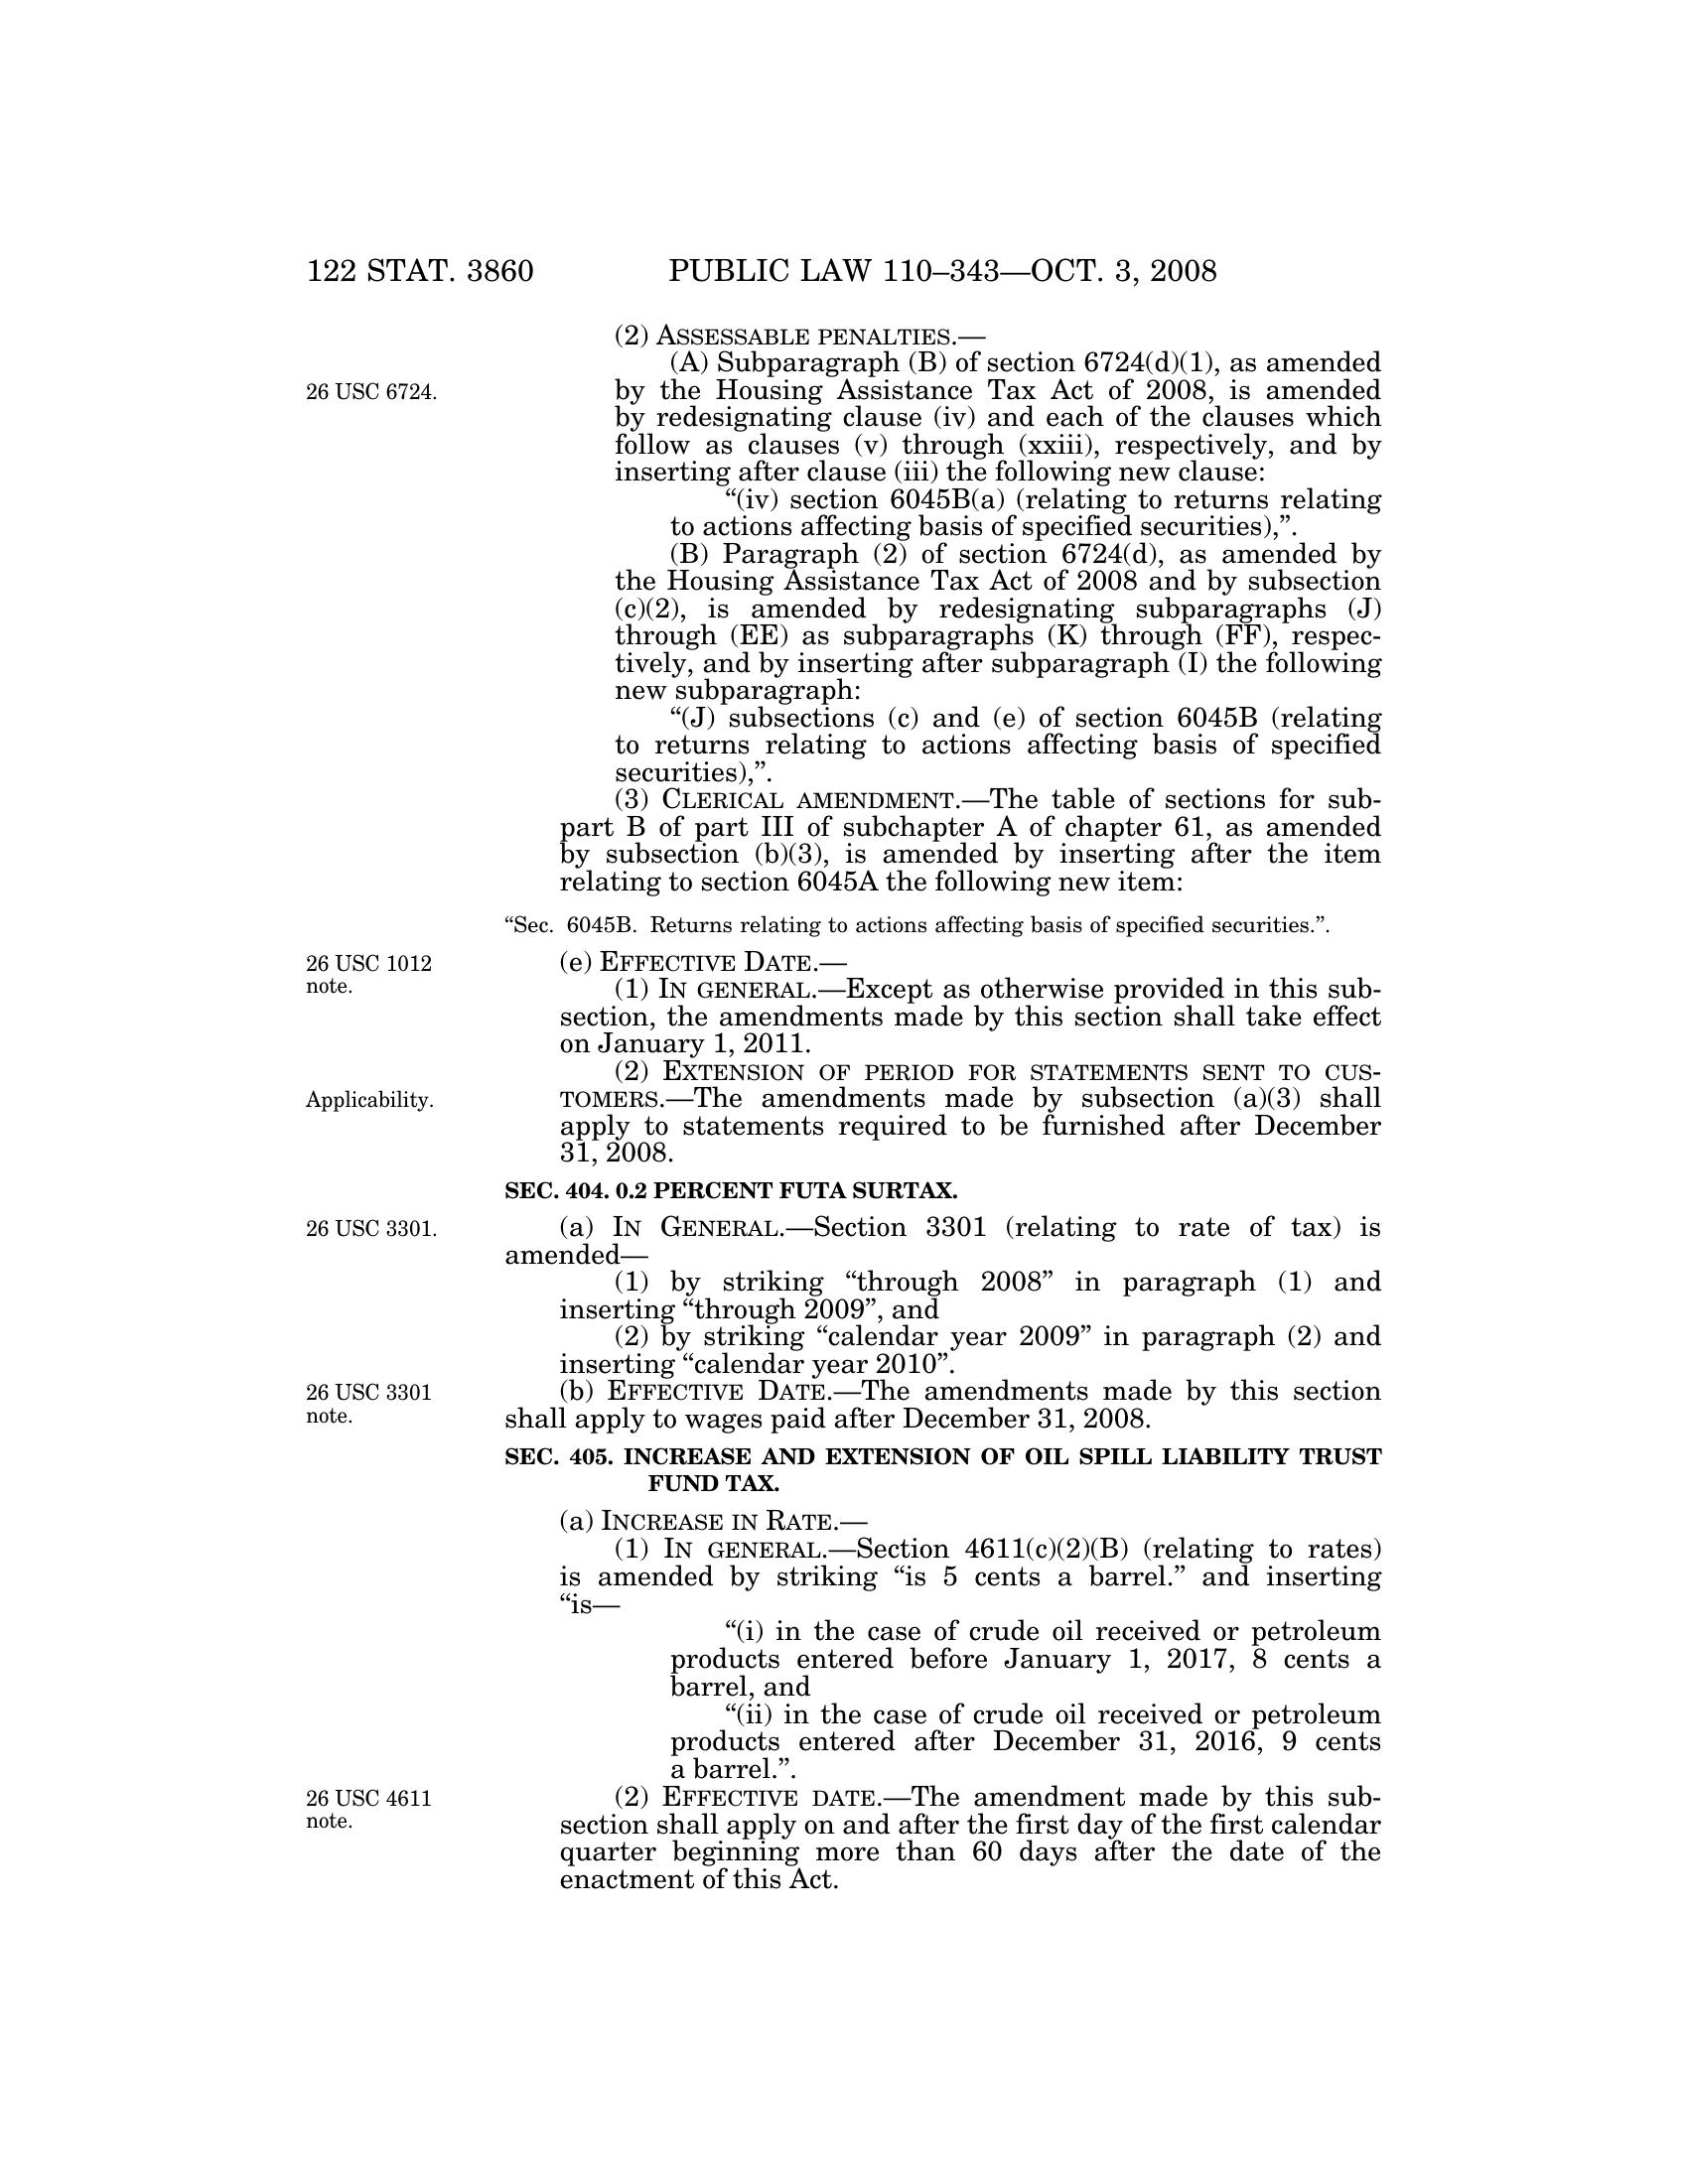 122 STAT. 3860
PUBLIC LAW 110–343—OCT. 3, 2008
(2) ASSESSABLE PENALTIES.—
(A) Subparagraph (B) of section 6724(d)(1), as amended
26 USC 6724.
by the Housing Assistance Tax Act of 2008, is amended
by redesignating clause (iv) and each of the clauses which
follow as clauses (v) through (xxiii), respectively, and by
inserting after clause (iii) the following new clause:
“(iv) section 6045B(a) (relating to returns relating
to actions affecting basis of specified securities),”.
(B) Paragraph (2) of section 6724(d), as amended by
the Housing Assistance Tax Act of 2008 and by subsection
(c)(2), is amended by redesignating subparagraphs (J)
through (EE) as subparagraphs (K) through (FF), respec-
tively, and by inserting after subparagraph (I) the following
new subparagraph:
“(J) subsections (c) and (e) of section 6045B (relating
to returns relating to actions affecting basis of specified
securities),”.
(3) CLERICAL AMENDMENT.—The table of sections for sub-
part B of part III of subchapter A of chapter 61, as amended
by subsection (b)(3), is amended by inserting after the item
relating to section 6045A the following new item:
“Sec. 6045B. Returns relating to actions affecting basis of specified securities.”.
26 USC 1012
note.
(e) EFFECTIVE DATE.—
(1) IN GENERAL.—Except as otherwise provided in this sub-
section, the amendments made by this section shall take effect
on January 1, 2011.
(2) EXTENSION OF PERIOD FOR STATEMENTS SENT TO CUS-
Applicability.
TOMERS.—The amendments made by subsection (a)(3) shall
apply to statements required to be furnished after December
31, 2008.
SEC. 404. 0.2 PERCENT FUTA SURTAX.
26 USC 3301.
(a) IN GENERAL.—Section 3301 (relating to rate of tax) is
amended—
(1) by striking “through 2008” in paragraph (1) and
inserting “through 2009”, and
(2) by striking “calendar year 2009” in paragraph (2) and
inserting “calendar year 2010”.
26 USC 3301
note.
(b) EFFECTIVE DATE.—The amendments made by this section
shall apply to wages paid after December 31, 2008.
SEC. 405. INCREASE AND EXTENSION OF OIL SPILL LIABILITY TRUST
FUND TAX.
(a) INCREASE IN RATE.—
(1) IN GENERAL.—Section 4611(c)(2)(B) (relating to rates)
is amended by striking “is 5 cents a barrel.” and inserting
“is—
“(i) in the case of crude oil received or petroleum
products entered before January 1, 2017, 8 cents a
barrel, and
“(ii) in the case of crude oil received or petroleum
products entered after December 31, 2016, 9 cents
a barrel.”.
26 USC 4611
note.
(2) EFFECTIVE DATE.—The amendment made by this sub-
section shall apply on and after the first day of the first calendar
quarter beginning more than 60 days after the date of the
enactment of this Act.